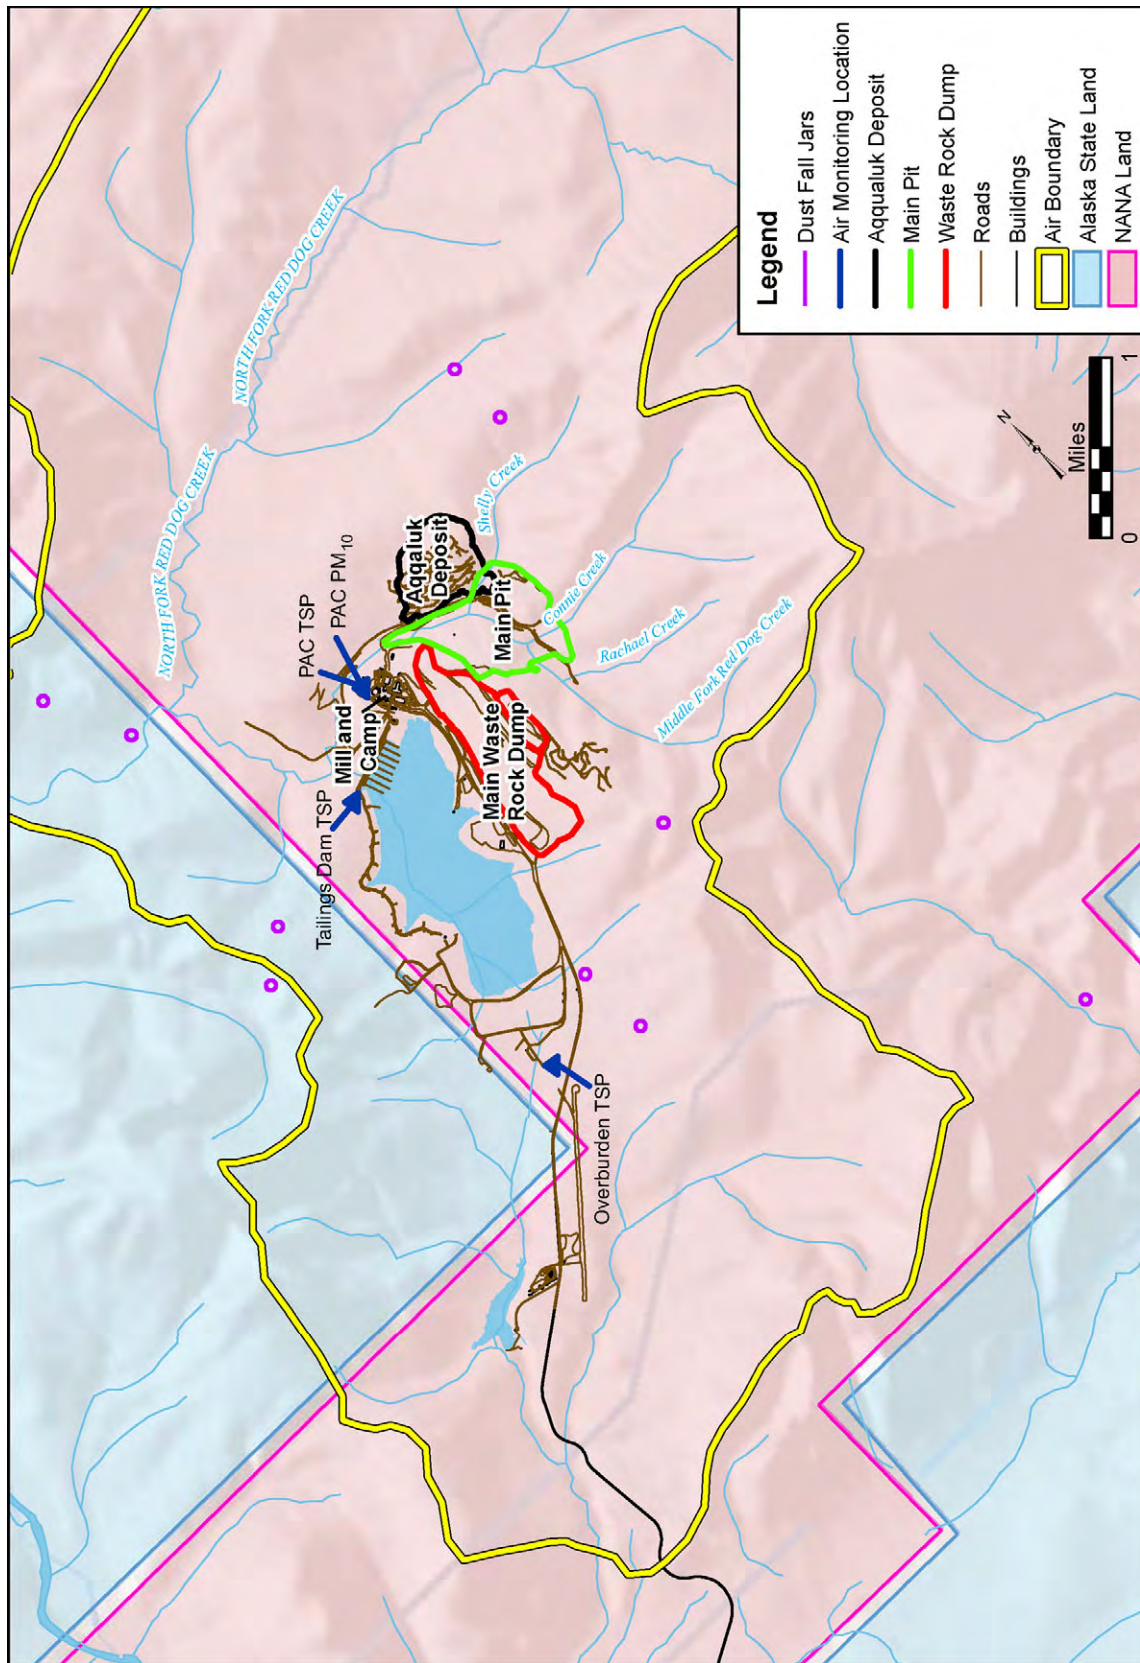 NORTH FORK RED DOG CREEK
NORTH FORK RED DOG CREEK
PAC TSP
PAC PM10
Tailings Dam TSP
Mill and
Camp
Aqqaluk
Deposit
Main Pit
Main Waste
Rock Dump
Shelly Creek
Connie Creek
Rachael Creek
Middle Fork Red Dog Creek
Overburden TSP
N
Miles
0 1
Legend
Dust Fall Jars
Air Monitoring Location
Aqqualuk Deposit
Main Pit
Waste Rock Dump
Roads
Buildings
Air Boundary
Alaska State Land
NANA Land